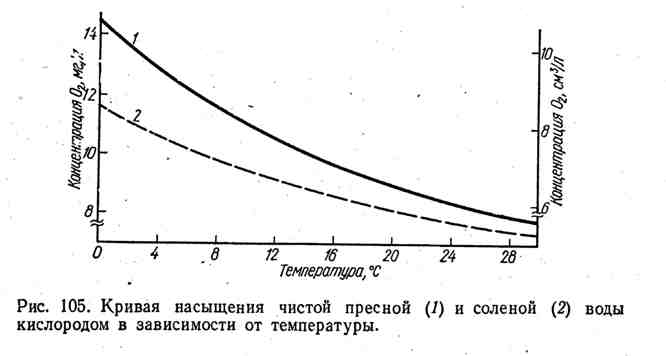 Концентрация O₂, мг/л
14
12
10
8
1
2
10
8
6
Концентрация O₂, см³/л
0 4 8 12 16 20 24 28
Температура, °С
Рис. 105. Кривая насыщения чистой пресной (1) и соленой (2) воды
кислородом в зависимости от температуры.